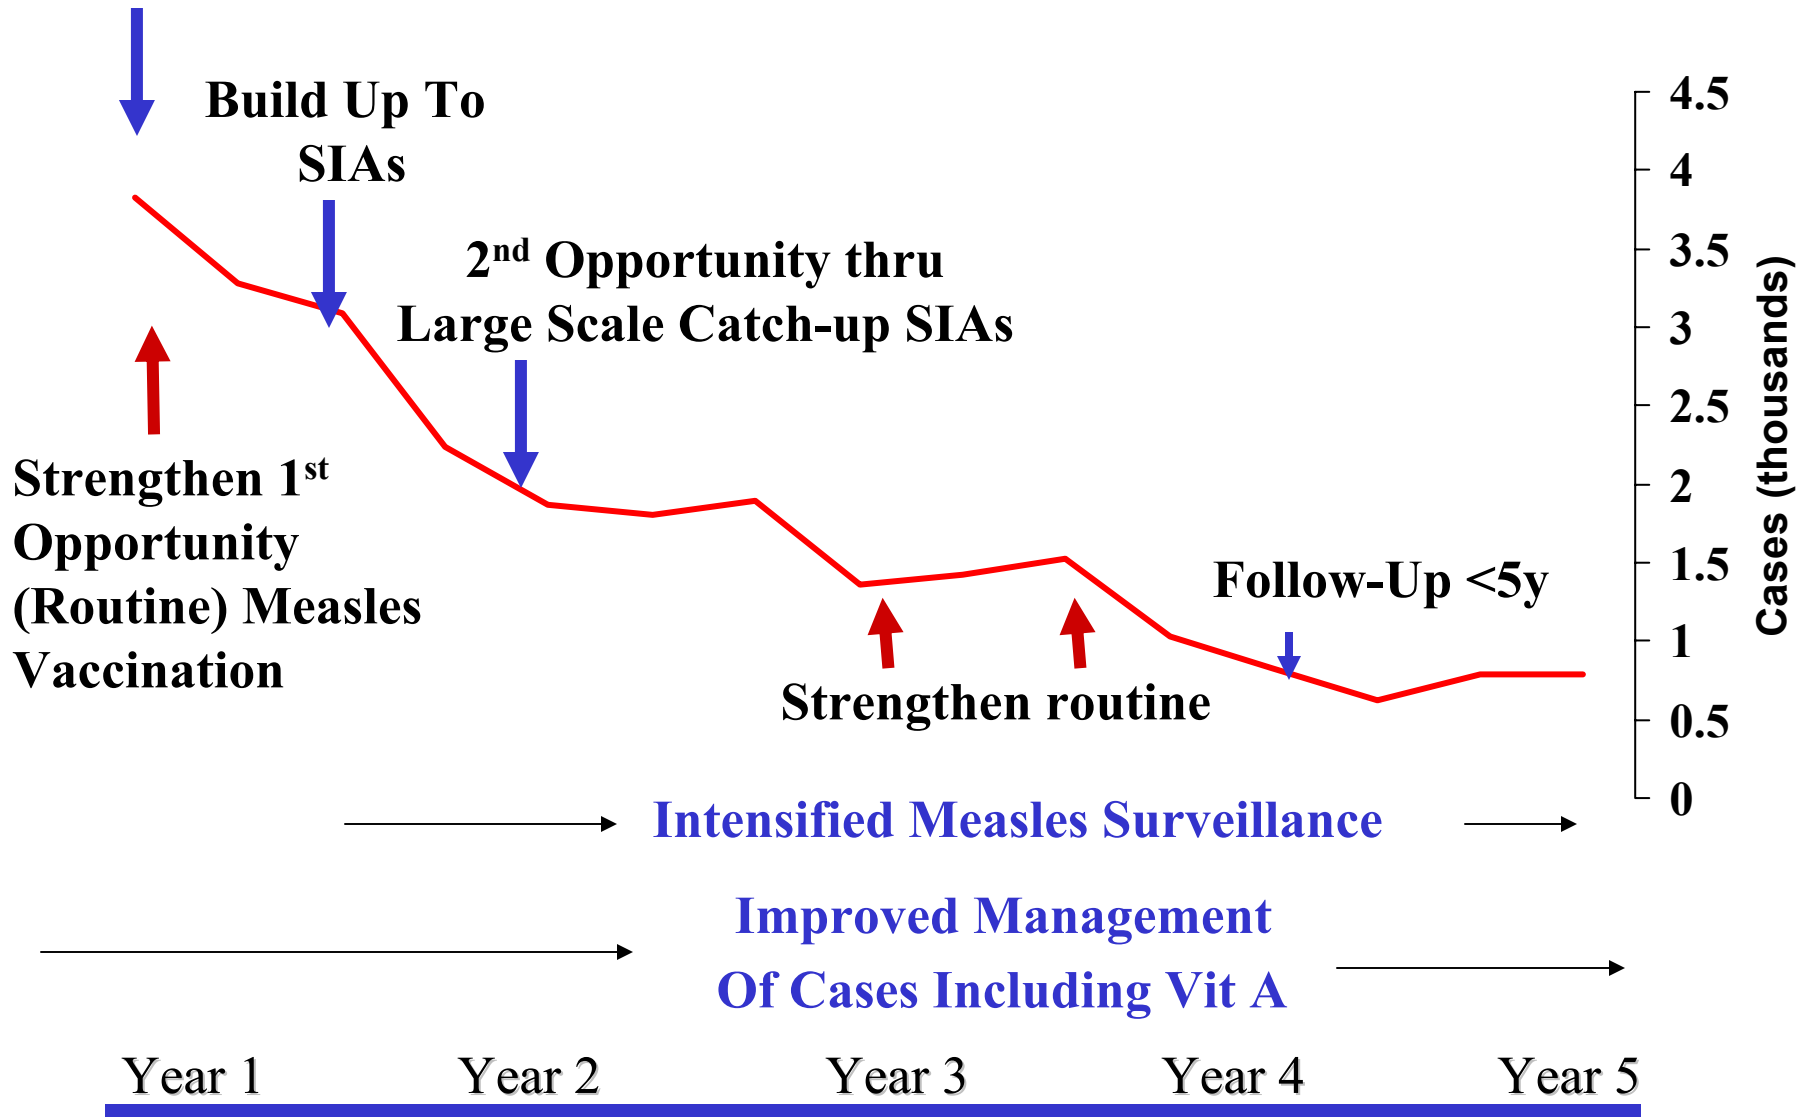 Build Up To
SIAs
2nd Opportunity thru
Large Scale Catch-up SIAs
Strengthen 1st
Opportunity
(Routine) Measles
Vaccination
Strengthen routine
Follow-Up <5y
4.5
4
3.5
3
2.5
2
1.5
1
0.5
0
Cases (thousands)
Intensified Measles Surveillance
Improved Management
Of Cases Including Vit A
Year 1 Year 2 Year 3 Year 4 Year 5